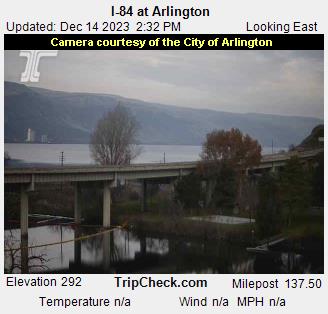 I-84 at Arlington
Updated: Dec 14 2023 2:32 PM Looking East
Camera courtesy of the City of Arlington
Elevation 292 TripCheck.com Milepost 137.50
Temperature n/a Wind n/a MPH n/a